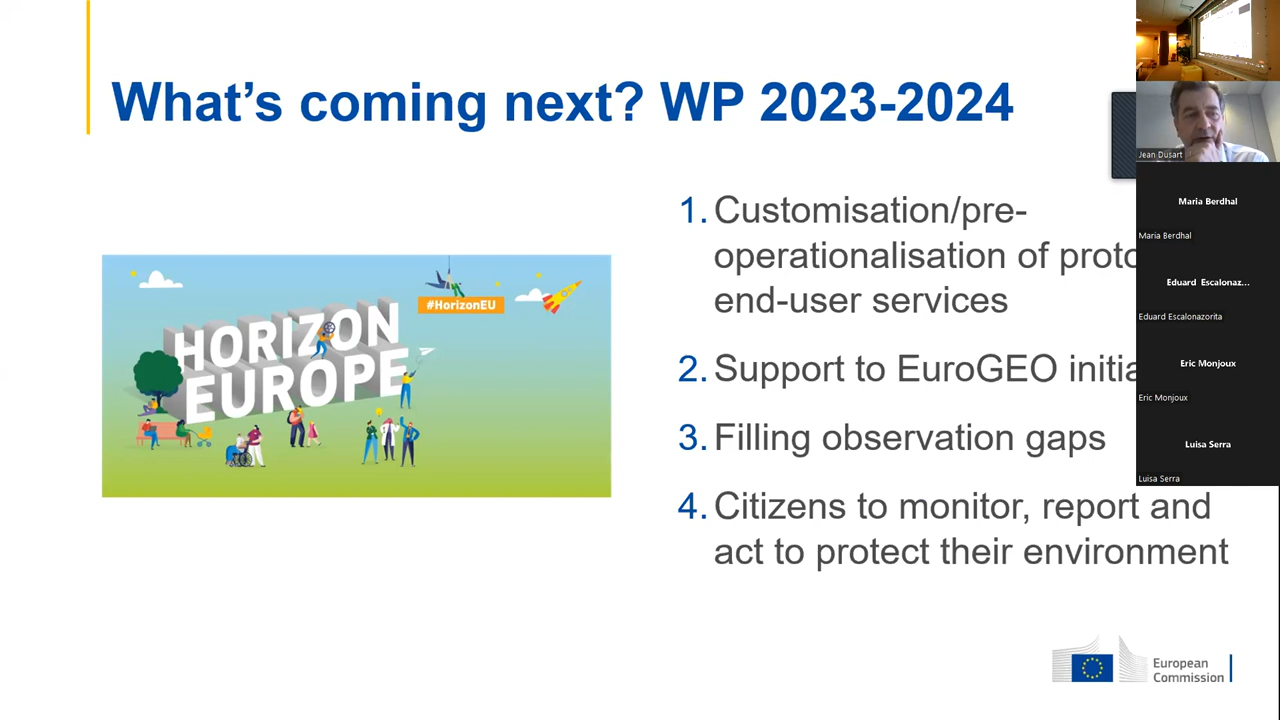 What's coming next? WP 2023-2024
1. Customisation/pre-
operationalisation of
end-user services
2. Support to EuroGEO
3. Filling observation gaps
4. Citizens to monitor, report and
act to protect their environment
HORIZON
EUROPE
#HorizonEU
Jean Dusart
Maria Berdhal
Maria Berdhal
Eduard Escalonaz...
Eduard Escalonazorita
Eric Monjoux
Eric Monjoux
Luisa Serra
Luisa Serra
European
Commission